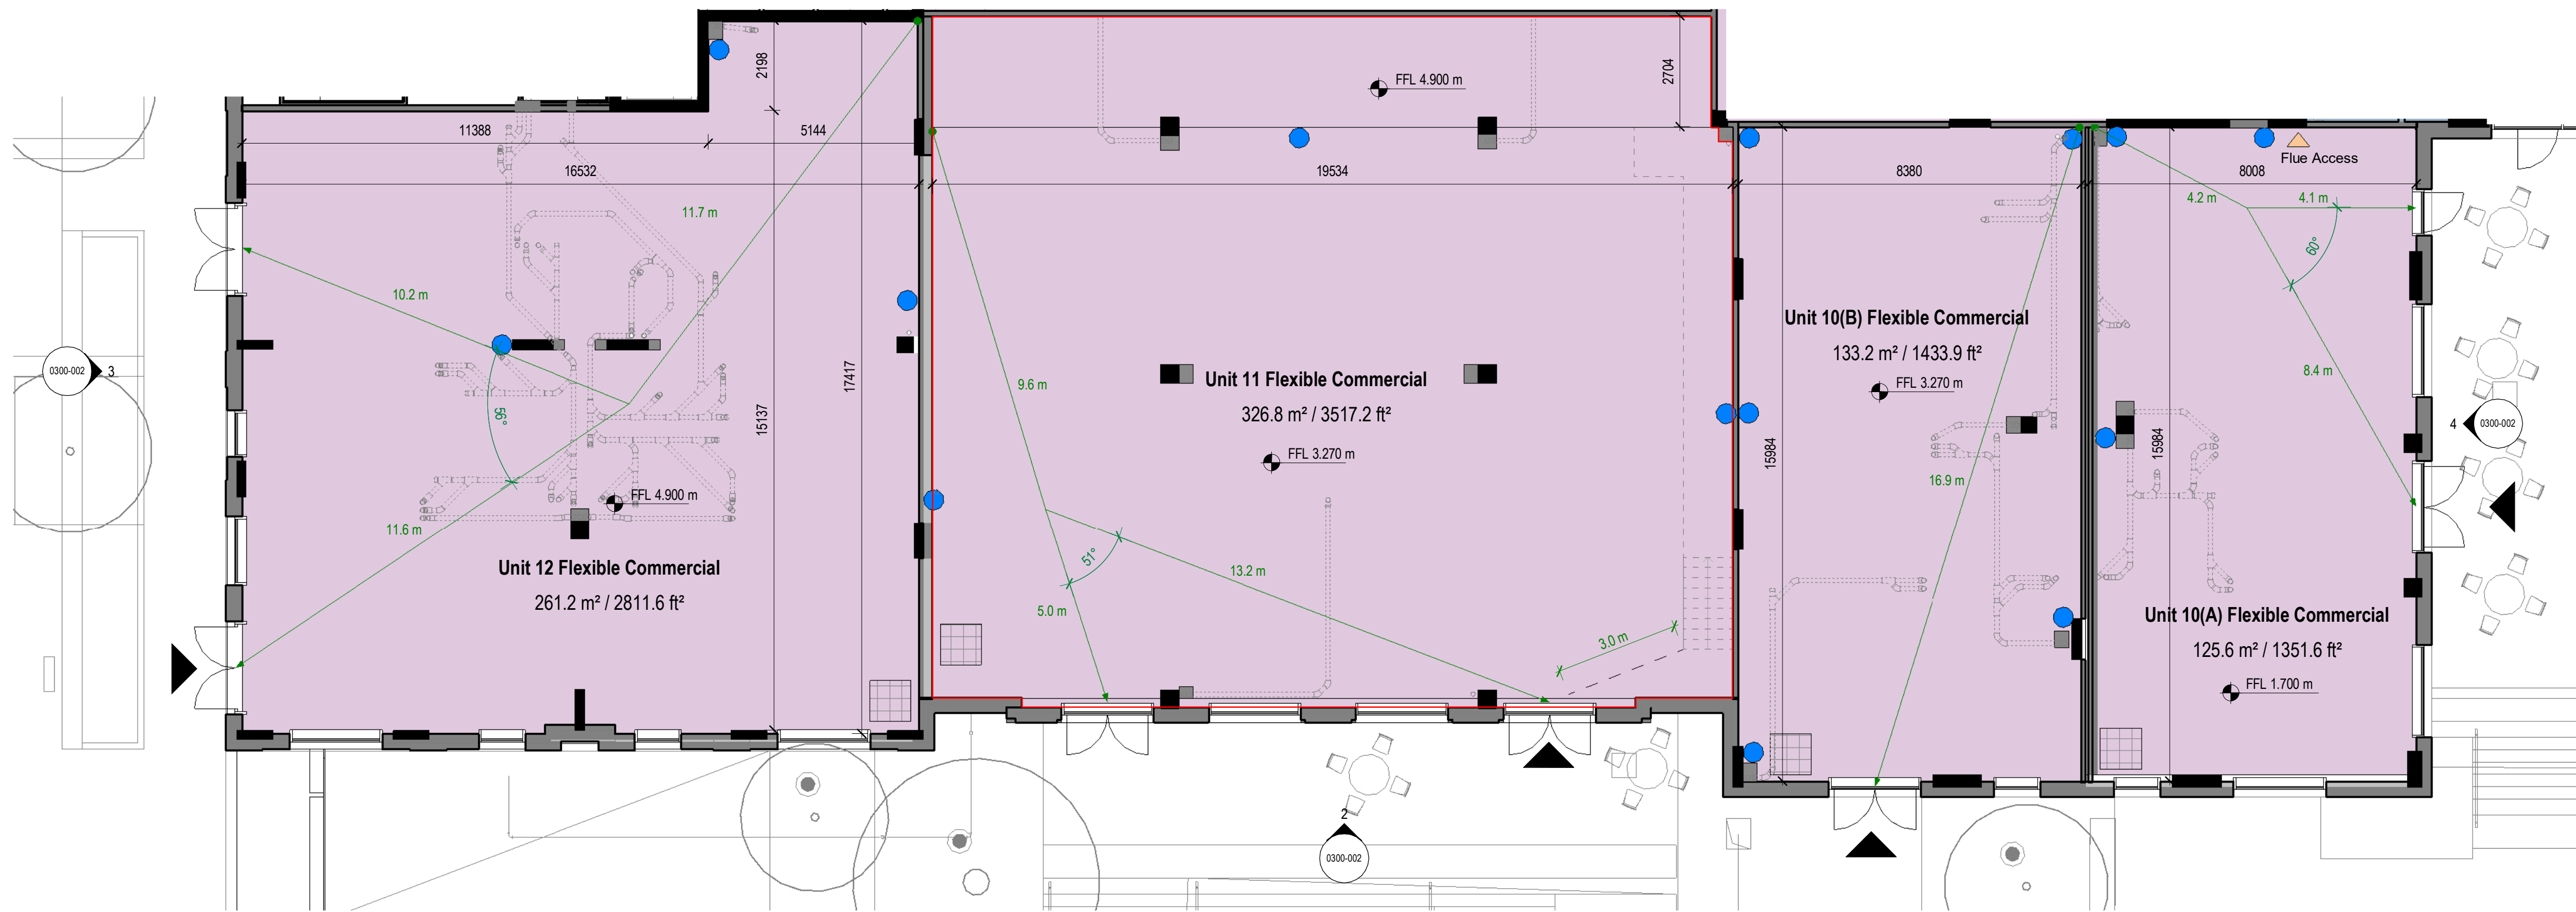 2198
FFL 4.900 m
2704
11388
5144
16532
19534
8380
8008
Flue Access
11.7 m
4.2 m
4.1 m
60°
10.2 m
Unit 10(B) Flexible Commercial
133.2 m² / 1433.9 ft²
FFL 3.270 m
0300-002
3
17417
15137
56°
9.6 m
Unit 11 Flexible Commercial
326.8 m² / 3517.2 ft²
FFL 3.270 m
15984
16.9 m
15984
8.4 m
4
0300-002
FFL 4.900 m
11.6 m
Unit 12 Flexible Commercial
261.2 m² / 2811.6 ft²
51°
5.0 m
13.2 m
3.0 m
Unit 10(A) Flexible Commercial
125.6 m² / 1351.6 ft²
FFL 1.700 m
2
0300-002